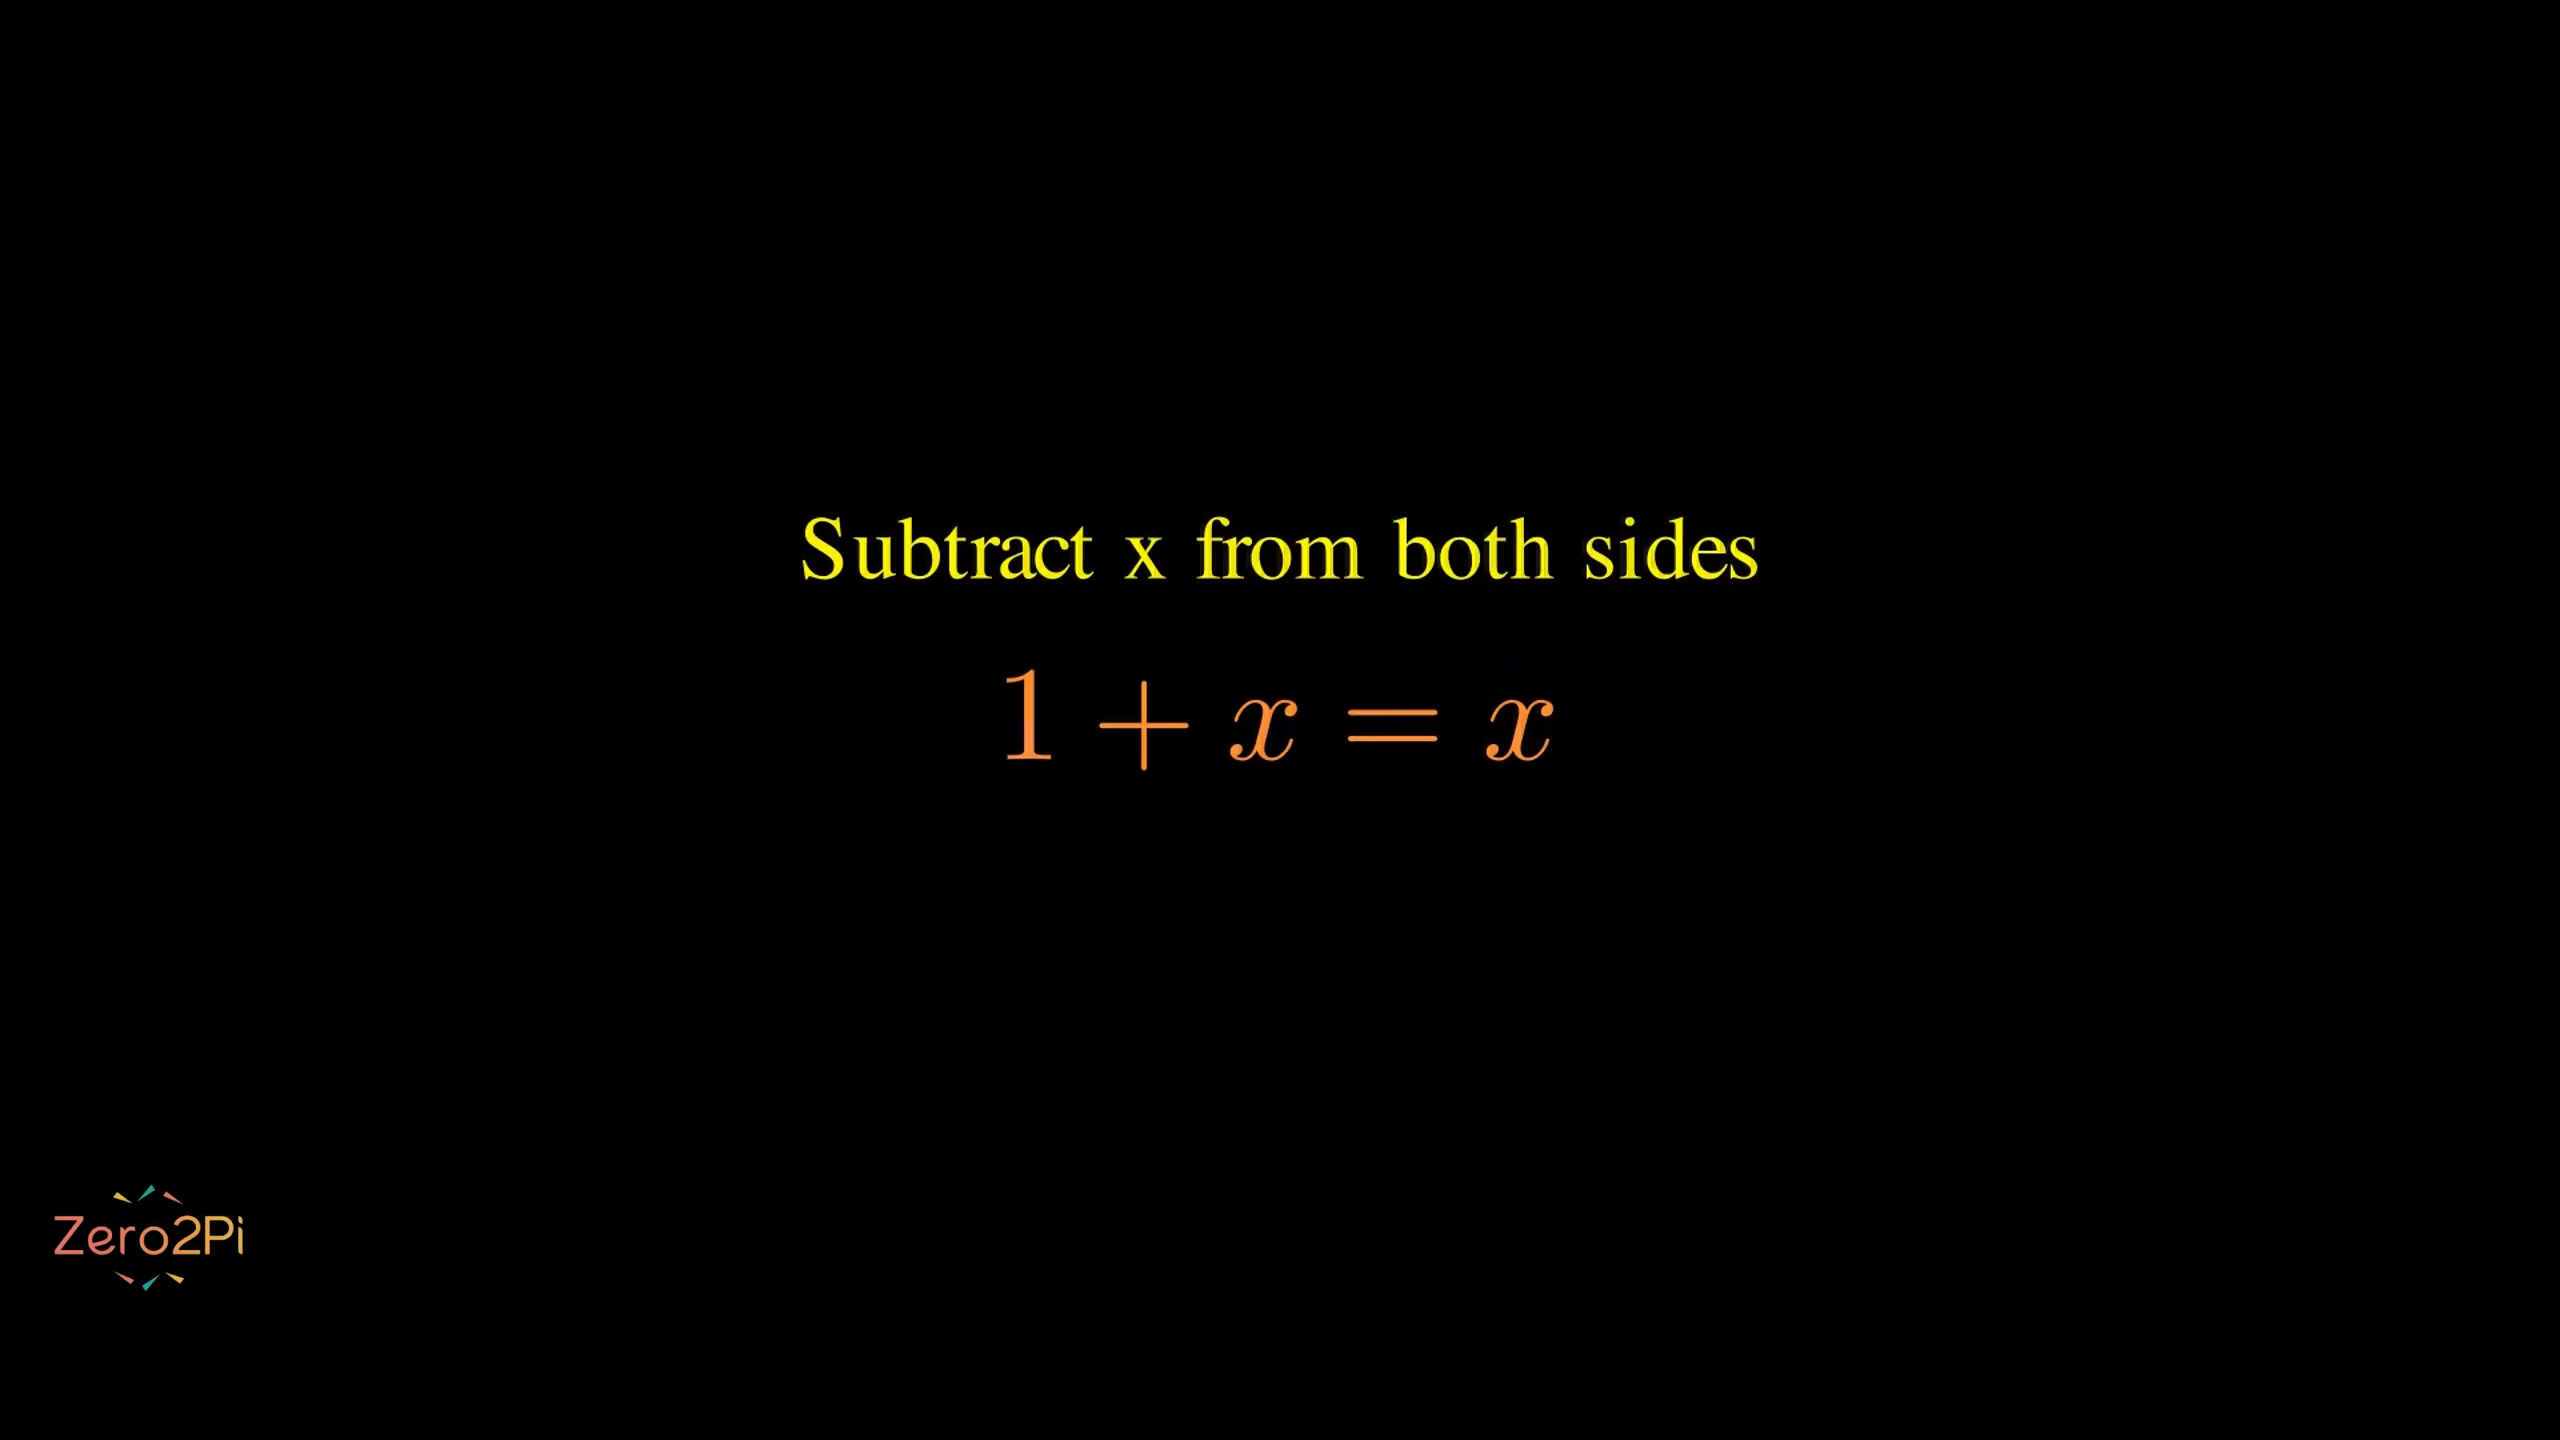 Subtract x from both sides
1 + x = x
Zero2Pi